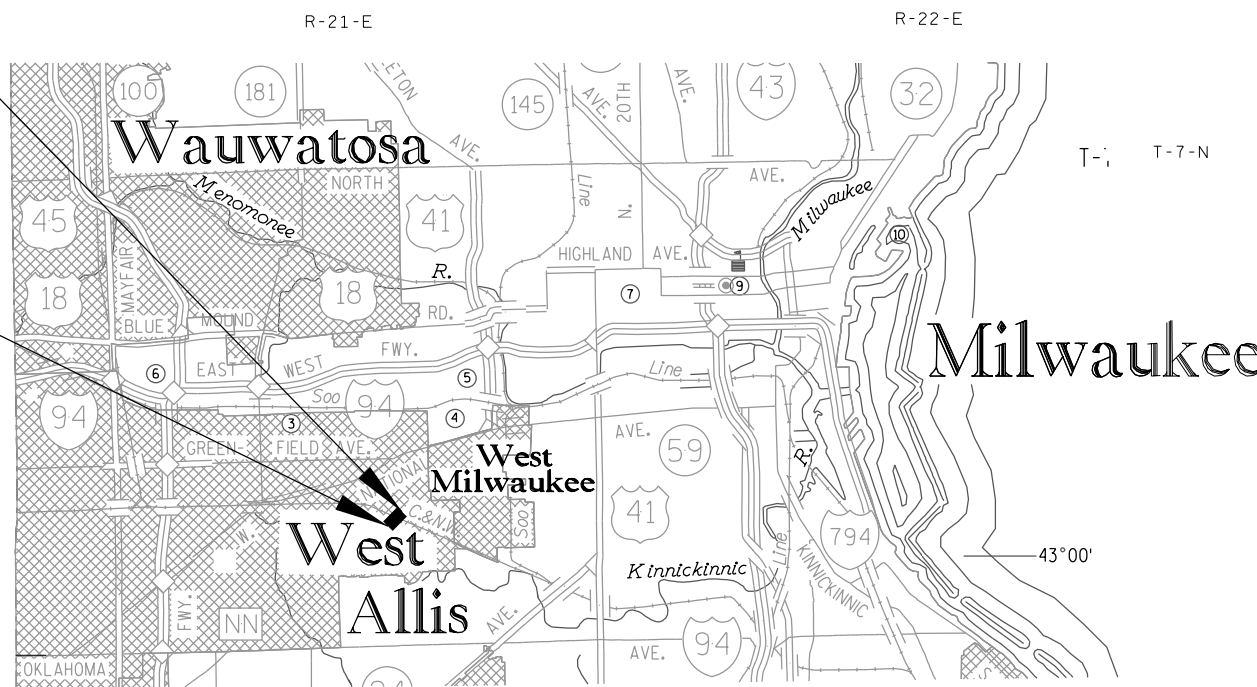 R-21-E
R-22-E
100
181
LETON
145
AVE.
20TH
AVE.
43
32
AVE.
T-7-N
Wauwatosa
NORTH
AVE.
Menomonee
Line
N.
Milwaukee
45
41
10
MAYFAIR
R.
HIGHLAND
AVE.
18
18
7
9
BLUE
MOUND
RD.
Milwaukee
FWY.
EAST
WEST
6
5
Line
94
Soo
94
3
4
GREEN-
FIELD AVE.
AVE.
59
R.
NATIONAL
West
Milwaukee
C.&N.W.
Soo
41
W.
West
794
Line
43°00'
Kinnickinnic
KINNICKINNIC
Allis
FWY.
NN
AVE.
94
OKLAHOMA
AVE.